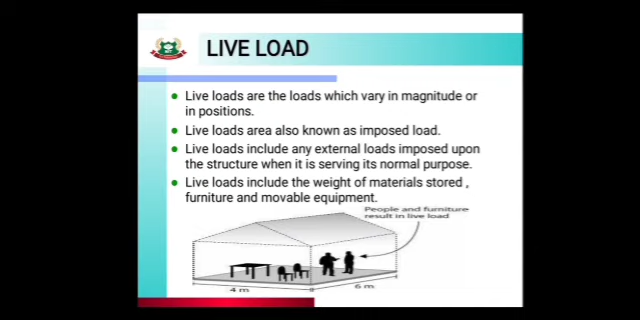 LIVE LOAD
Live loads are the loads which vary in magnitude or
in positions.
Live loads area also known as imposed load.
Live loads include any external loads imposed upon
the structure when it is serving its normal purpose.
Live loads include the weight of materials stored ,
furniture and movable equipment.
People and furniture
result in live load
4 m
6 m